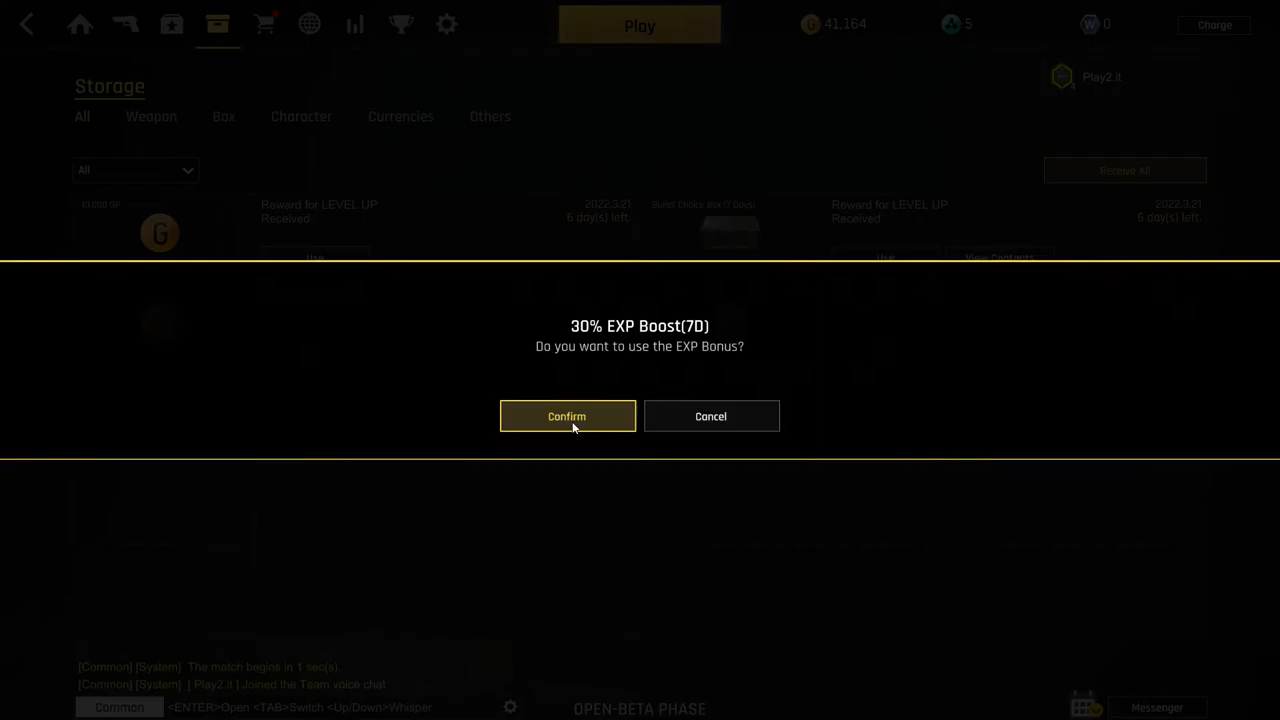 Play
41,164
5
0
Charge
Storage
Play2.it
4
All
Weapon
Box
Character
Currencies
Others
All
Receive All
Reward for LEVEL UP
Received
2022.3.21
6 day(s) left.
Bullet Choice Box (7 Days)
Reward for LEVEL UP
Received
2022.3.21
6 day(s) left.
G
Use
Use
View Contents
30% EXP Boost(7D)
Do you want to use the EXP Bonus?
Confirm
Cancel
[Common] [System] The match begins in 1 sec(s).
[Common] [System] [ Play2.it ] Joined the Team voice chat
Common
<ENTER>Open <TAB>Switch <Up/Down>Whisper
OPEN-BETA PHASE
Messenger